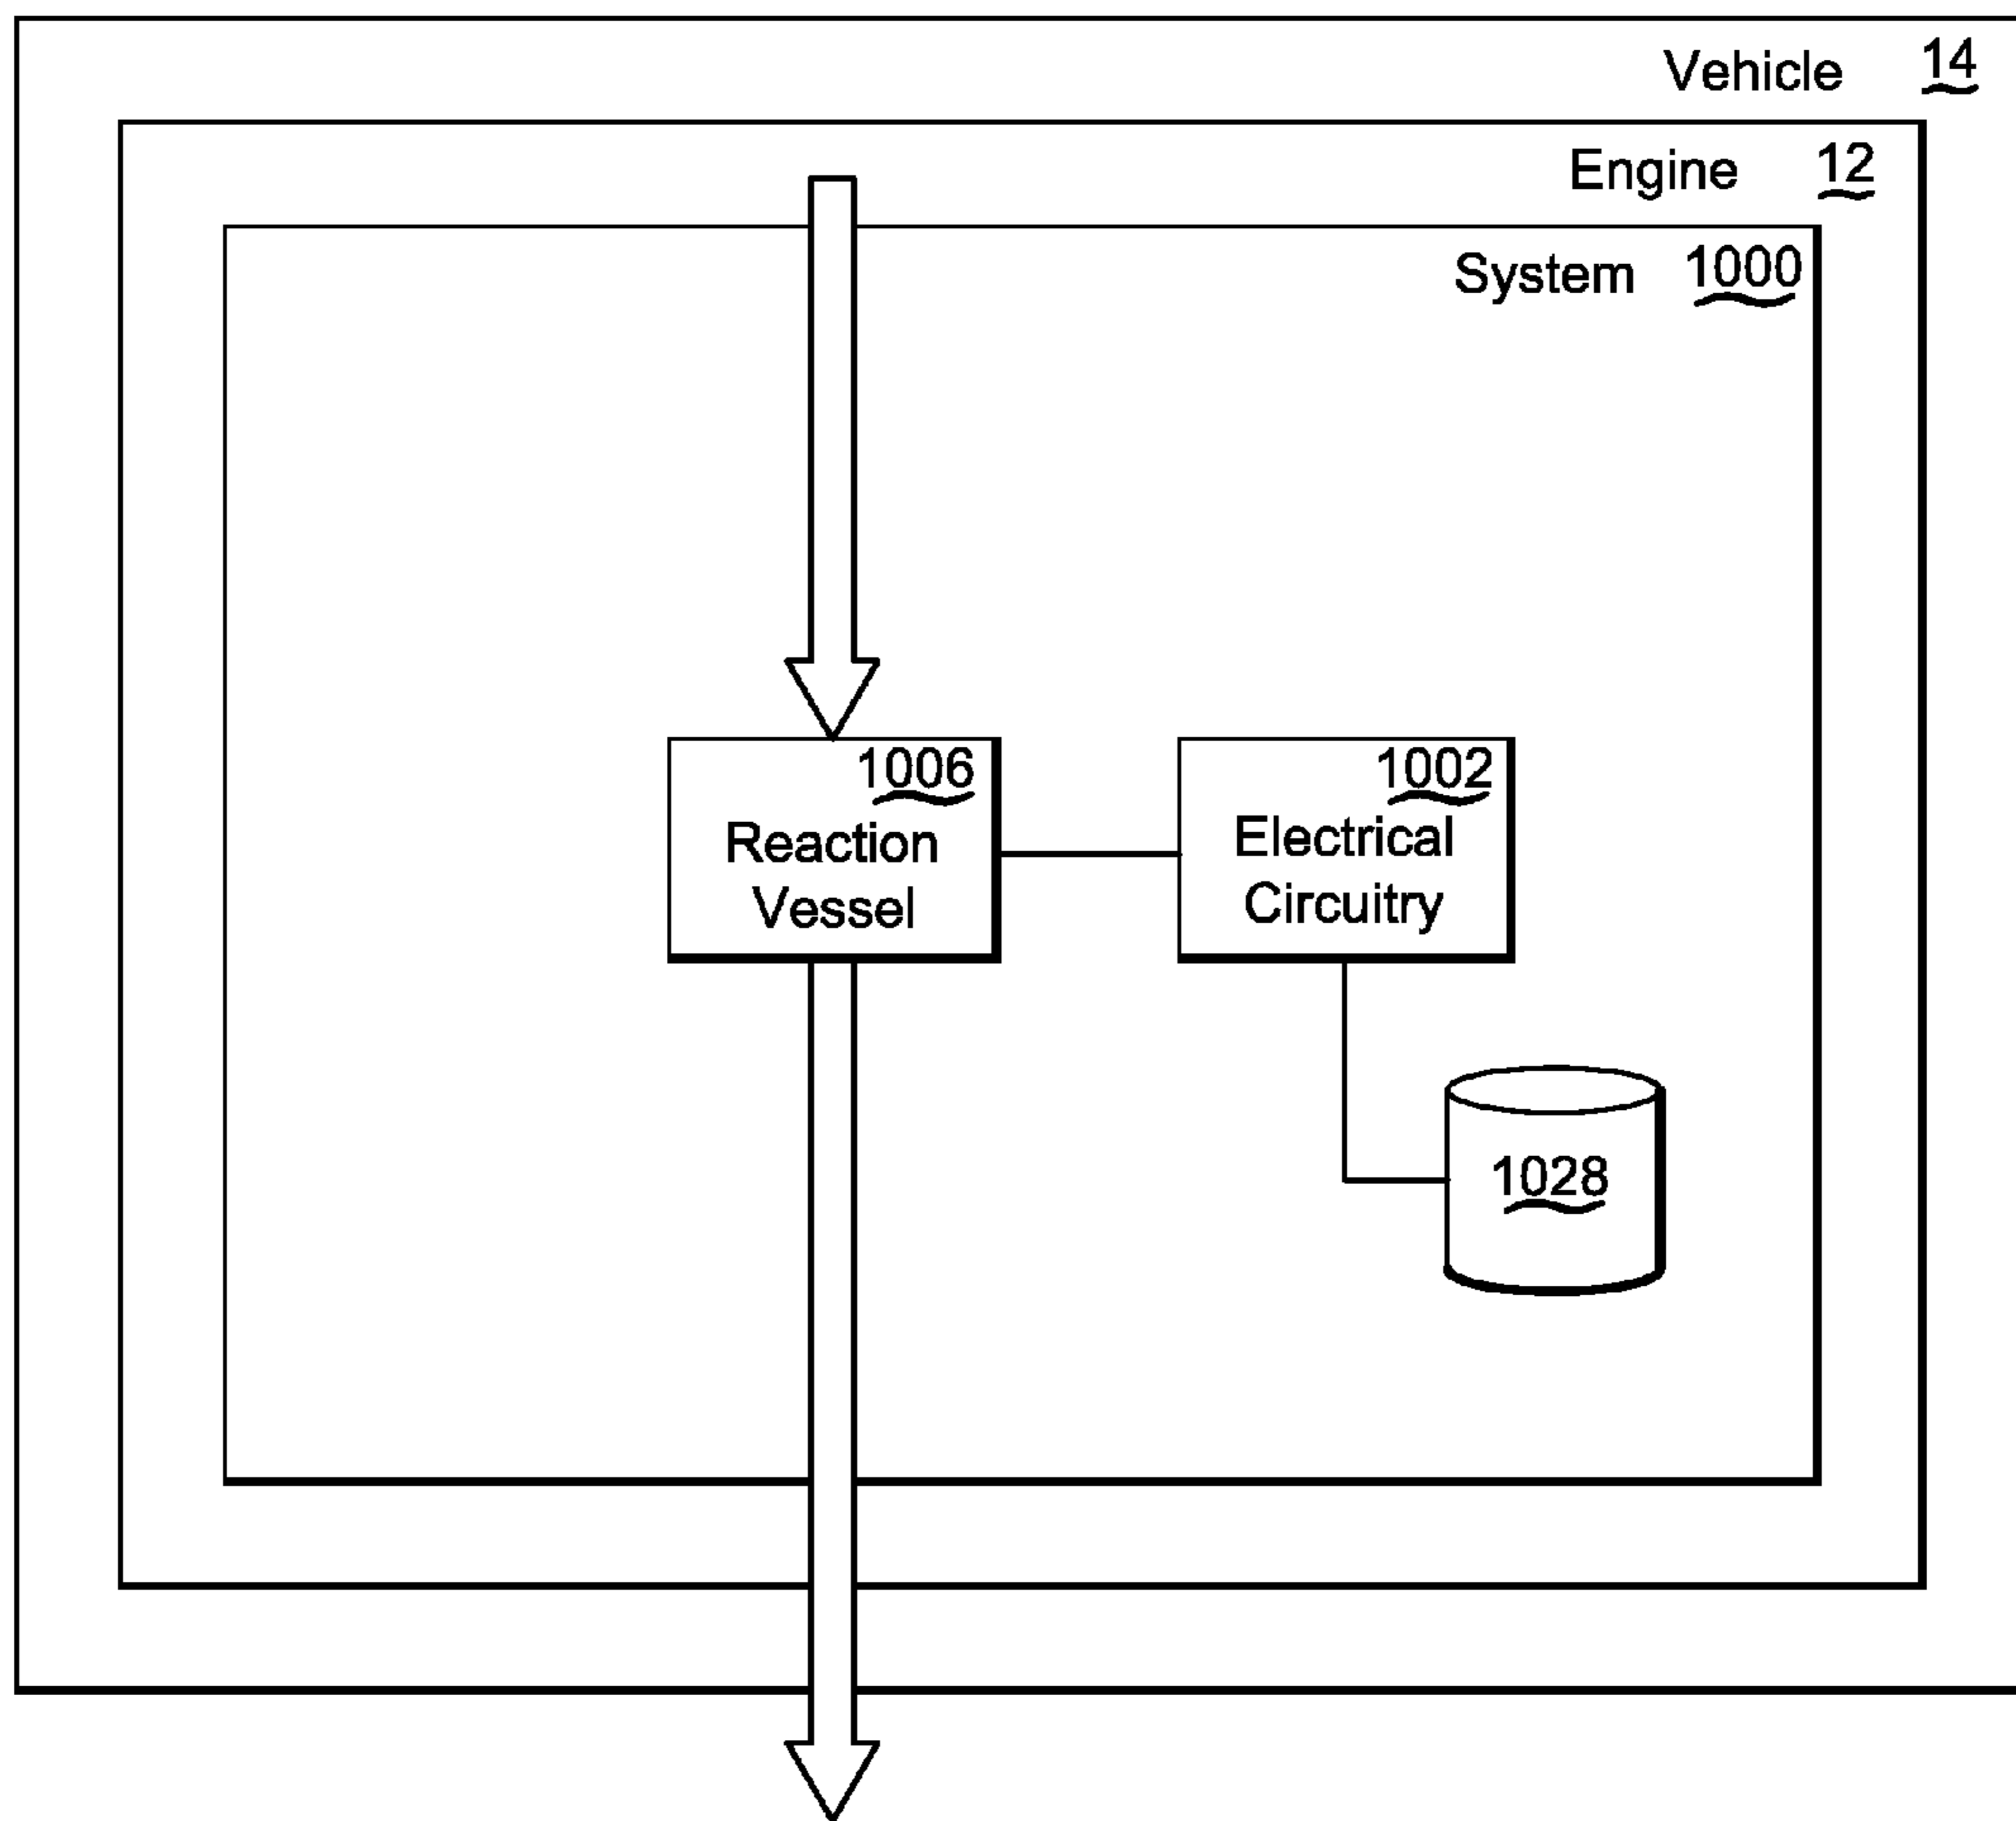 Vehicle 14
Engine 12
System 1000
1006
Reaction
Vessel
1002
Electrical
Circuitry
1028